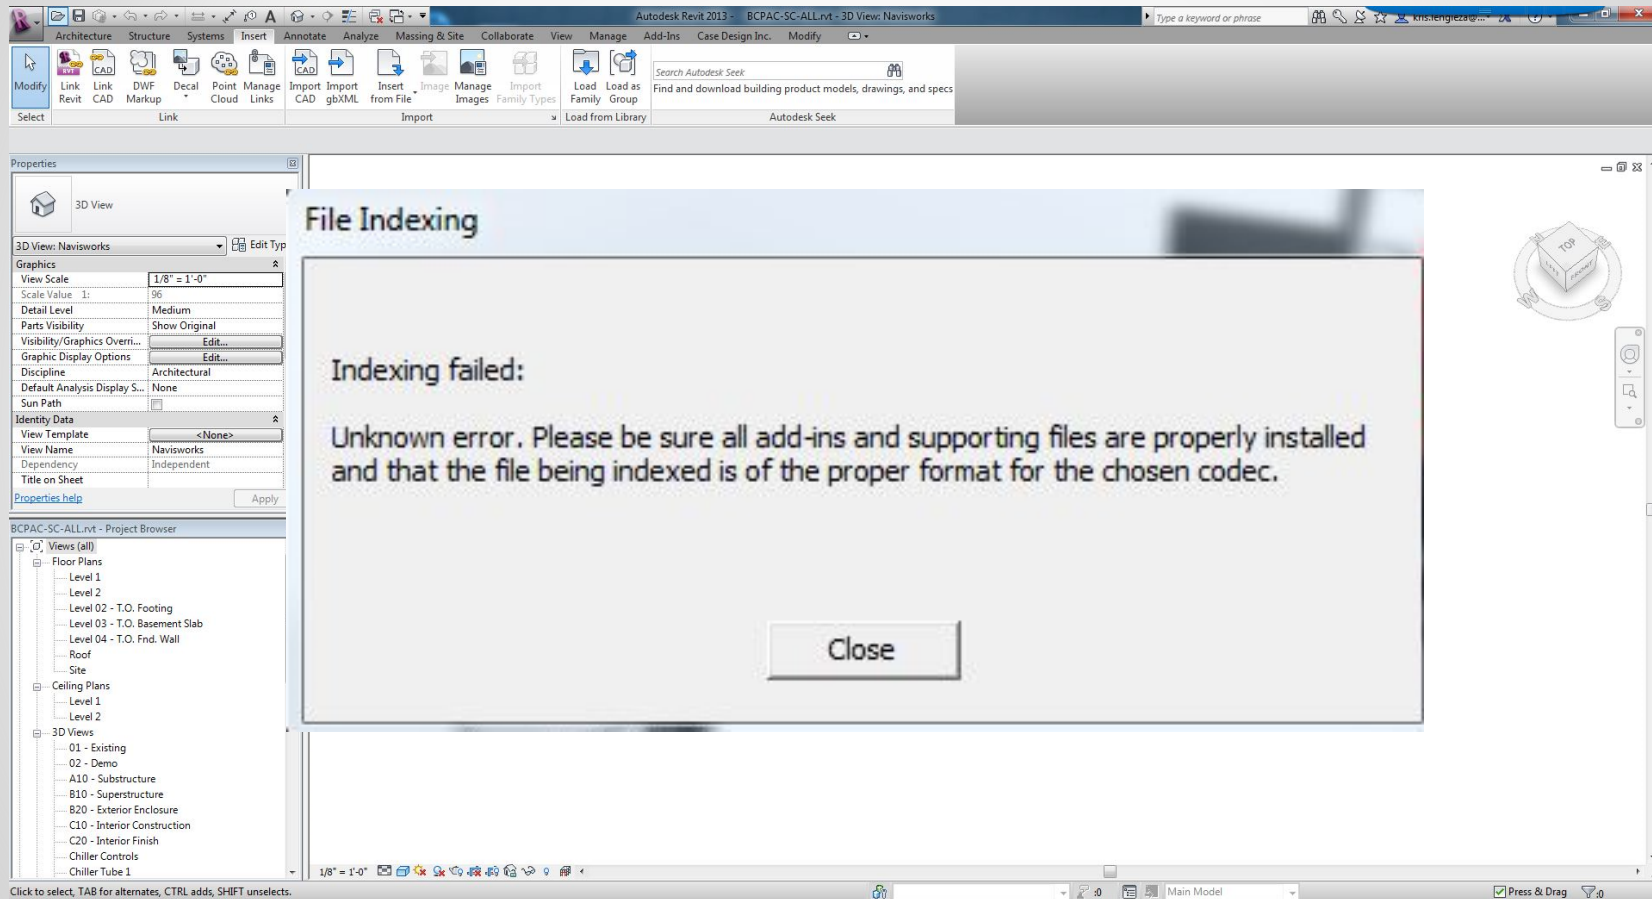 Autodesk Revit 2013 - BCPAC-SC-ALL.rvt - 3D View: Navisworks
Type a keyword or phrase
Architecture Structure Systems Insert Annotate Analyze Massing & Site Collaborate View Manage Add-Ins Case Design Inc. Modify
Modify
Link Revit
Link CAD
DWF Markup
Decal
Point Cloud
Manage Links
Import CAD
Import gbXML
Insert from File
Image
Manage Images
Import Family Types
Load Family
Load as Group
Search Autodesk Seek
Find and download building product models, drawings, and specs
Select Link Import Load from Library Autodesk Seek
Properties
3D View
3D View: Navisworks Edit Typ
Graphics
View Scale 1/8" = 1'-0"
Scale Value 1: 96
Detail Level Medium
Parts Visibility Show Original
Visibility/Graphics Overri... Edit...
Graphic Display Options Edit...
Discipline Architectural
Default Analysis Display S... None
Sun Path
Identity Data
View Template <None>
View Name Navisworks
Dependency Independent
Title on Sheet
Properties help Apply
BCPAC-SC-ALL.rvt - Project Browser
Views (all)
Floor Plans
Level 1
Level 2
Level 02 - T.O. Footing
Level 03 - T.O. Basement Slab
Level 04 - T.O. Fnd. Wall
Roof
Site
Ceiling Plans
Level 1
Level 2
3D Views
01 - Existing
02 - Demo
A10 - Substructure
B10 - Superstructure
B20 - Exterior Enclosure
C10 - Interior Construction
C20 - Interior Finish
Chiller Controls
Chiller Tube 1
File Indexing
Indexing failed:
Unknown error. Please be sure all add-ins and supporting files are properly installed
and that the file being indexed is of the proper format for the chosen codec.
Close
TOP
LEFT FRONT
W S
1/8" = 1'-0"
Click to select, TAB for alternates, CTRL adds, SHIFT unselects. :0 Main Model Press & Drag :0